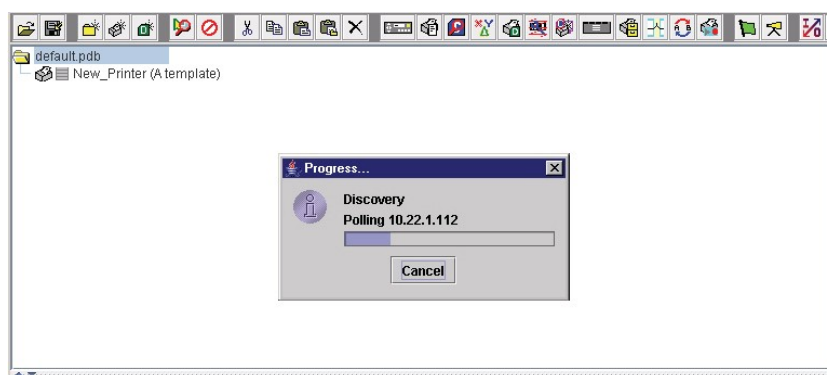 default.pdb
New_Printer (A template)
Progress...
Discovery
Polling 10.22.1.112
Cancel